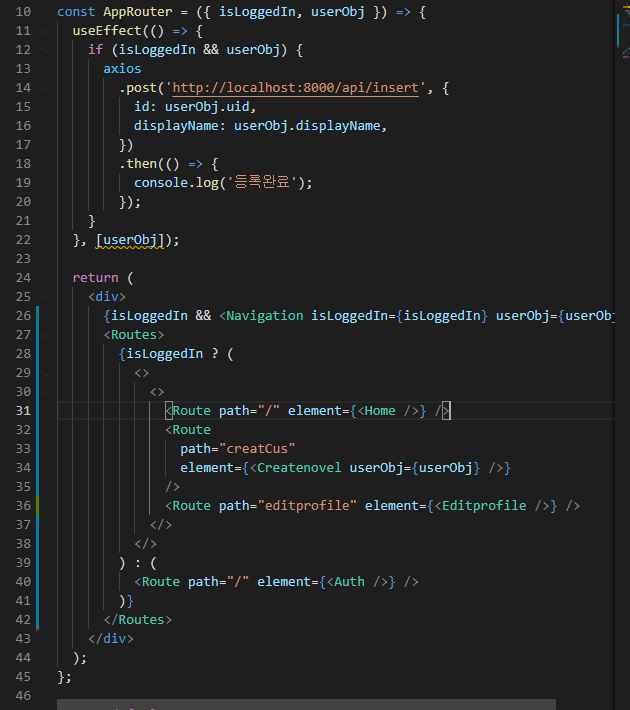 10 const AppRouter = ({ isLoggedIn, userObj }) => {
11 useEffect(() => {
12 if (isLoggedIn && userObj) {
13 axios
14 .post('http://localhost:8000/api/insert', {
15 id: userObj.uid,
16 displayName: userObj.displayName,
17 })
18 .then(() => {
19 console.log('등록완료');
20 });
21 }
22 }, [userObj]);
23
24 return (
25 <div>
26 {isLoggedIn && <Navigation isLoggedIn={isLoggedIn} userObj={userObj
27 <Routes>
28 {isLoggedIn ? (
29 <>
30 <>
31 <Route path="/" element={<Home />} />
32 <Route
33 path="creatCus"
34 element={<Createnovel userObj={userObj} />}
35 />
36 <Route path="editprofile" element={<Editprofile />} />
37 </>
38 </>
39 ) : (
40 <Route path="/" element={<Auth />} />
41 )}
42 </Routes>
43 </div>
44 );
45 };
46